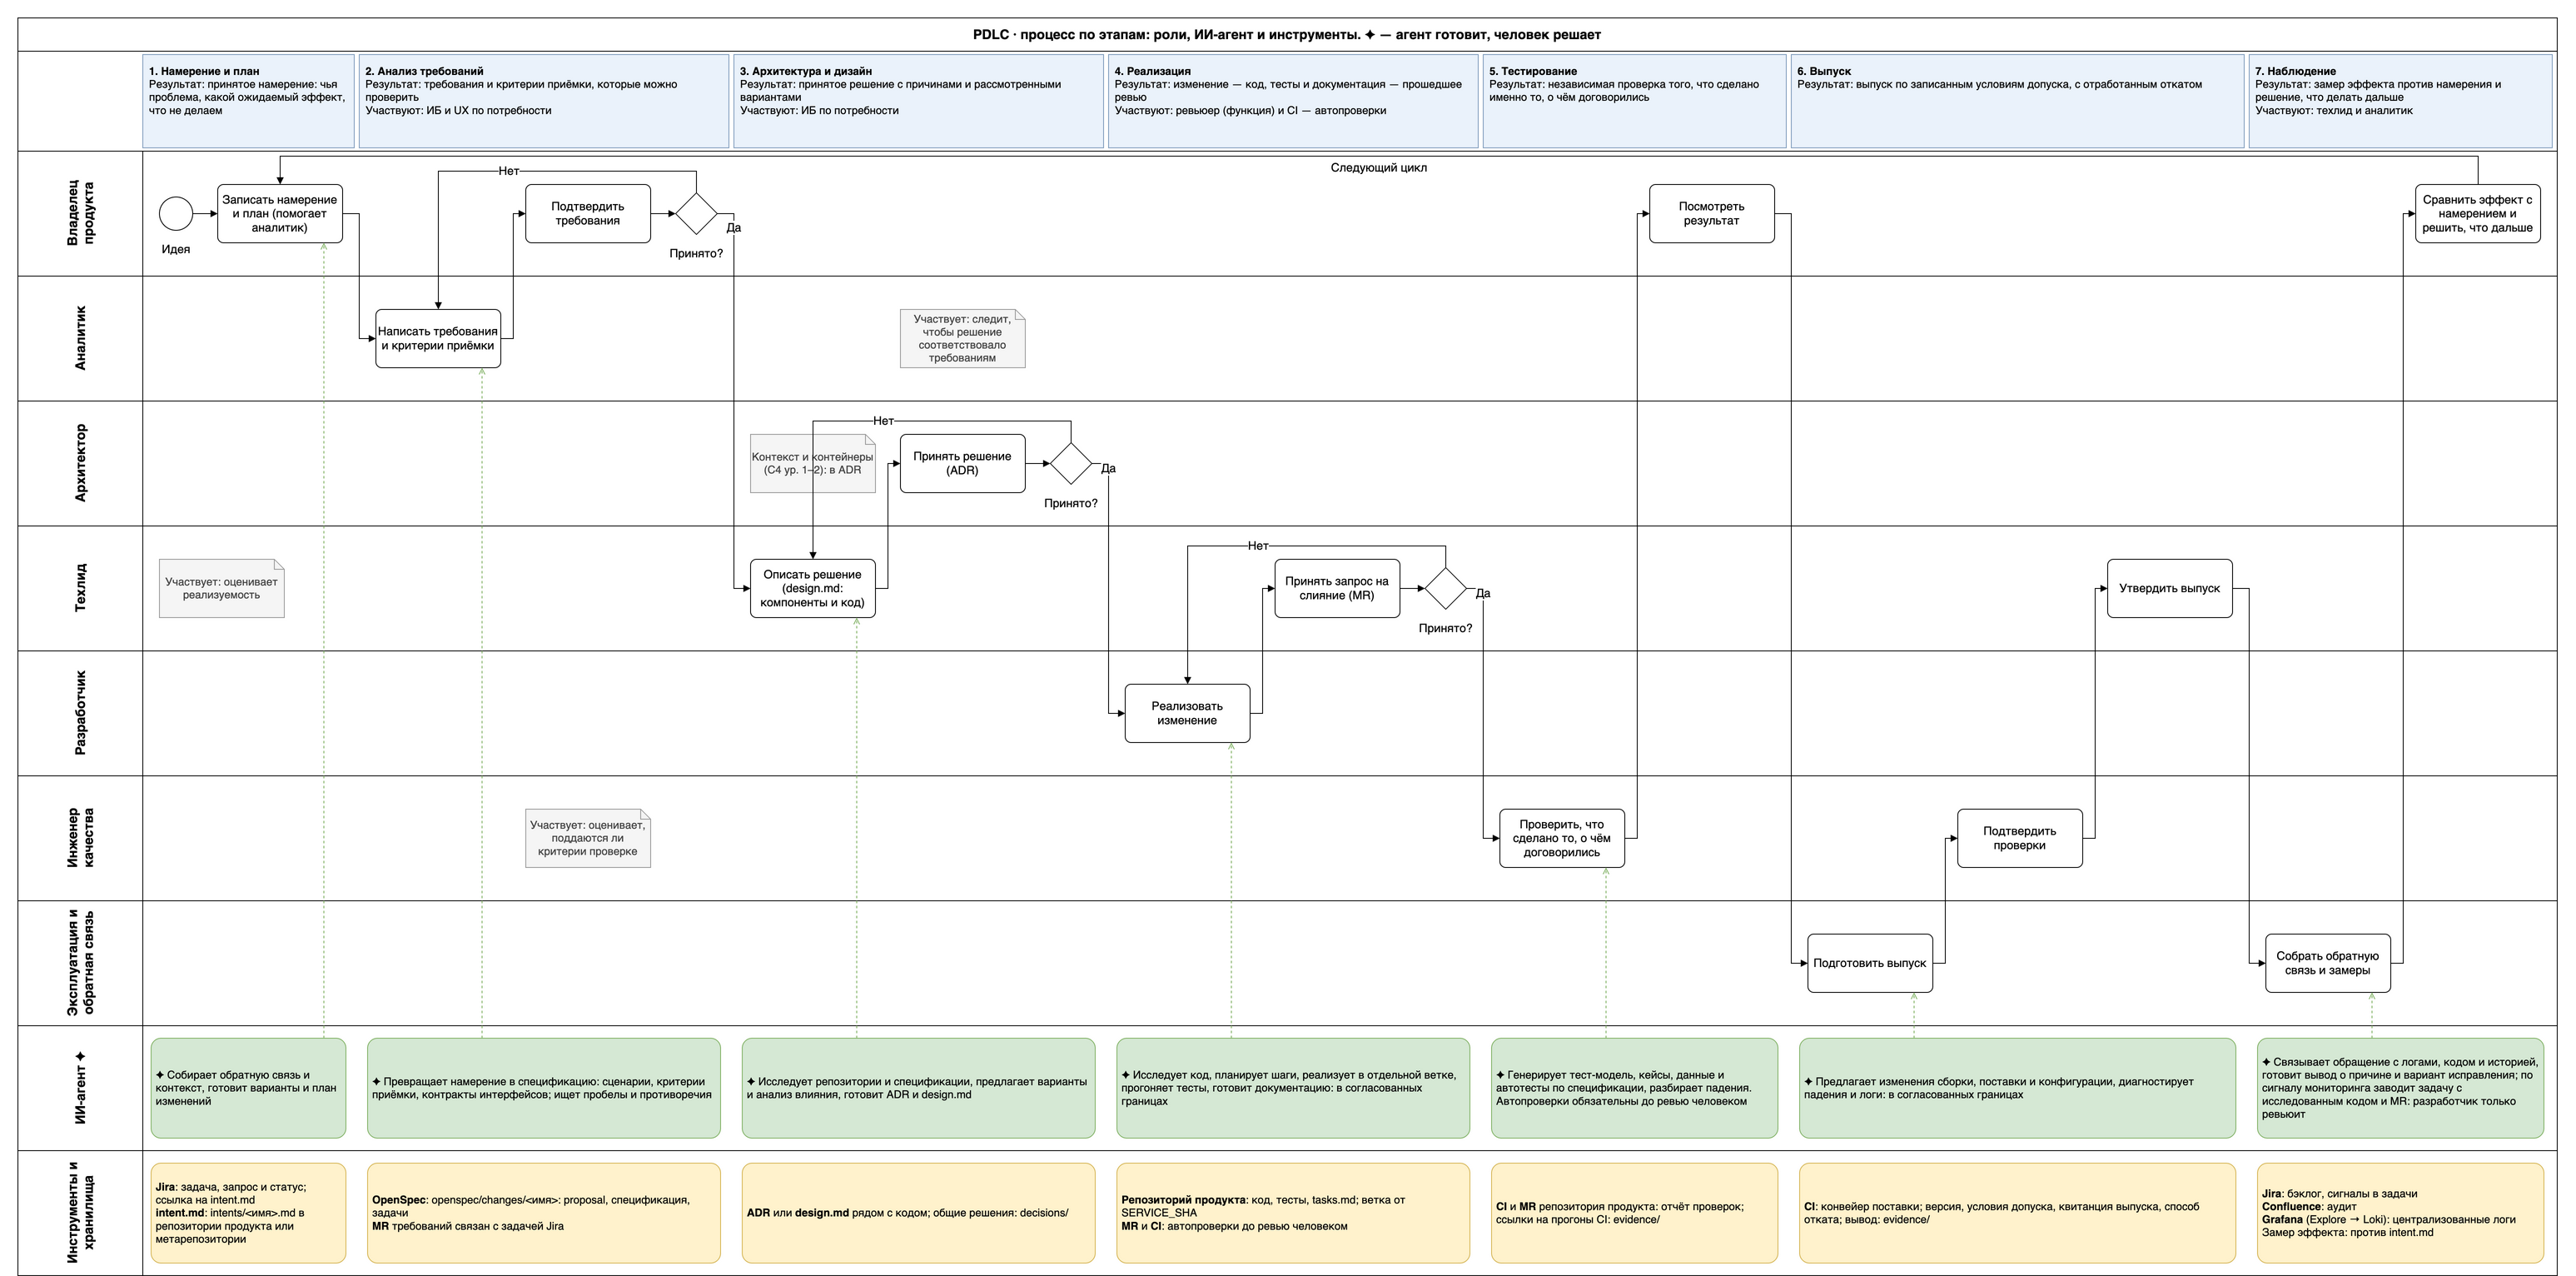 PDLC · процесс по этапам: роли, ИИ-агент и инструменты. ✦ — агент готовит, человек решает
1. Намерение и план
Результат: принятое намерение: чья
проблема, какой ожидаемый эффект,
что не делаем
2. Анализ требований
Результат: требования и критерии приёмки, которые можно
проверить
Участвуют: ИБ и UX по потребности
3. Архитектура и дизайн
Результат: принятое решение с причинами и рассмотренными
вариантами
Участвуют: ИБ по потребности
4. Реализация
Результат: изменение — код, тесты и документация — прошедшее
ревью
Участвуют: ревьюер (функция) и CI — автопроверки
5. Тестирование
Результат: независимая проверка того, что сделано
именно то, о чём договорились
6. Выпуск
Результат: выпуск по записанным условиям допуска, с отработанным откатом
7. Наблюдение
Результат: замер эффекта против намерения и
решение, что делать дальше
Участвуют: техлид и аналитик
Владелец
продукта
Идея
Записать намерение
и план (помогает
аналитик)
Нет
Подтвердить
требования
Принято?
Да
Следующий цикл
Посмотреть
результат
Сравнить эффект с
намерением и
решить, что дальше
Аналитик
Написать требования
и критерии приёмки
Участвует: следит,
чтобы решение
соответствовало
требованиям
Архитектор
Нет
Контекст и контейнеры
(C4 ур. 1–2): в ADR
Принять решение
(ADR)
Принято?
Да
Техлид
Участвует: оценивает
реализуемость
Описать решение
(design.md:
компоненты и код)
Нет
Принять запрос на
слияние (MR)
Принято?
Да
Утвердить выпуск
Разработчик
Реализовать
изменение
Инженер
качества
Участвует: оценивает,
поддаются ли
критерии проверке
Проверить, что
сделано то, о чём
договорились
Подтвердить
проверки
Эксплуатация и
обратная связь
Подготовить выпуск
Собрать обратную
связь и замеры
ИИ-агент ✦
✦ Собирает обратную связь и
контекст, готовит варианты и план
изменений
✦ Превращает намерение в спецификацию: сценарии, критерии
приёмки, контракты интерфейсов; ищет пробелы и противоречия
✦ Исследует репозитории и спецификации, предлагает варианты
и анализ влияния, готовит ADR и design.md
✦ Исследует код, планирует шаги, реализует в отдельной ветке,
прогоняет тесты, готовит документацию: в согласованных
границах
✦ Генерирует тест-модель, кейсы, данные и
автотесты по спецификации, разбирает падения.
Автопроверки обязательны до ревью человеком
✦ Предлагает изменения сборки, поставки и конфигурации, диагностирует
падения и логи: в согласованных границах
✦ Связывает обращение с логами, кодом и историей,
готовит вывод о причине и вариант исправления; по
сигналу мониторинга заводит задачу с
исследованным кодом и MR: разработчик только
ревьюит
Инструменты и
хранилища
Jira: задача, запрос и статус;
ссылка на intent.md
intent.md: intents/<имя>.md в
репозитории продукта или
метарепозитории
OpenSpec: openspec/changes/<имя>: proposal, спецификация,
задачи
MR требований связан с задачей Jira
ADR или design.md рядом с кодом; общие решения: decisions/
Репозиторий продукта: код, тесты, tasks.md; ветка от
SERVICE_SHA
MR и CI: автопроверки до ревью человеком
CI и MR репозитория продукта: отчёт проверок;
ссылки на прогоны CI: evidence/
CI: конвейер поставки; версия, условия допуска, квитанция выпуска, способ
отката; вывод: evidence/
Jira: бэклог, сигналы в задачи
Confluence: аудит
Grafana (Explore → Loki): централизованные логи
Замер эффекта: против intent.md